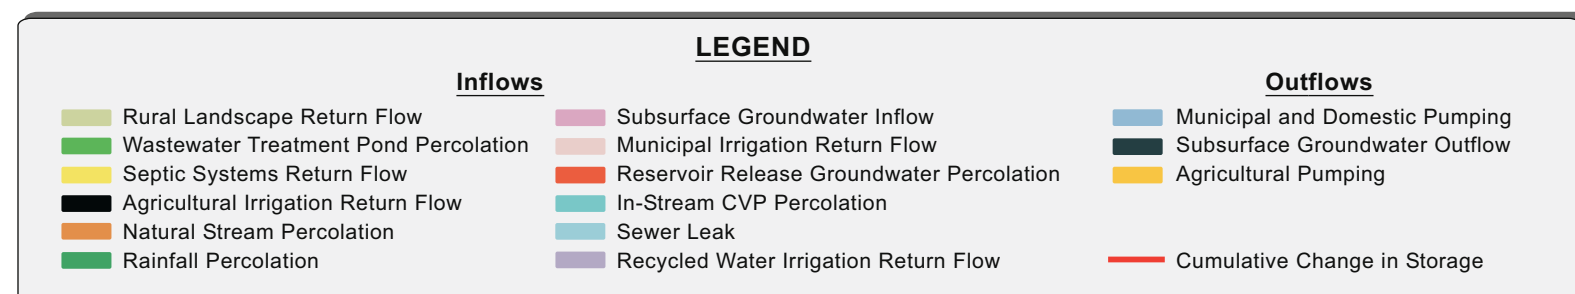 LEGEND
Inflows
Outflows
Rural Landscape Return Flow
Wastewater Treatment Pond Percolation
Septic Systems Return Flow
Agricultural Irrigation Return Flow
Natural Stream Percolation
Rainfall Percolation
Subsurface Groundwater Inflow
Municipal Irrigation Return Flow
Reservoir Release Groundwater Percolation
In-Stream CVP Percolation
Sewer Leak
Recycled Water Irrigation Return Flow
Municipal and Domestic Pumping
Subsurface Groundwater Outflow
Agricultural Pumping
Cumulative Change in Storage